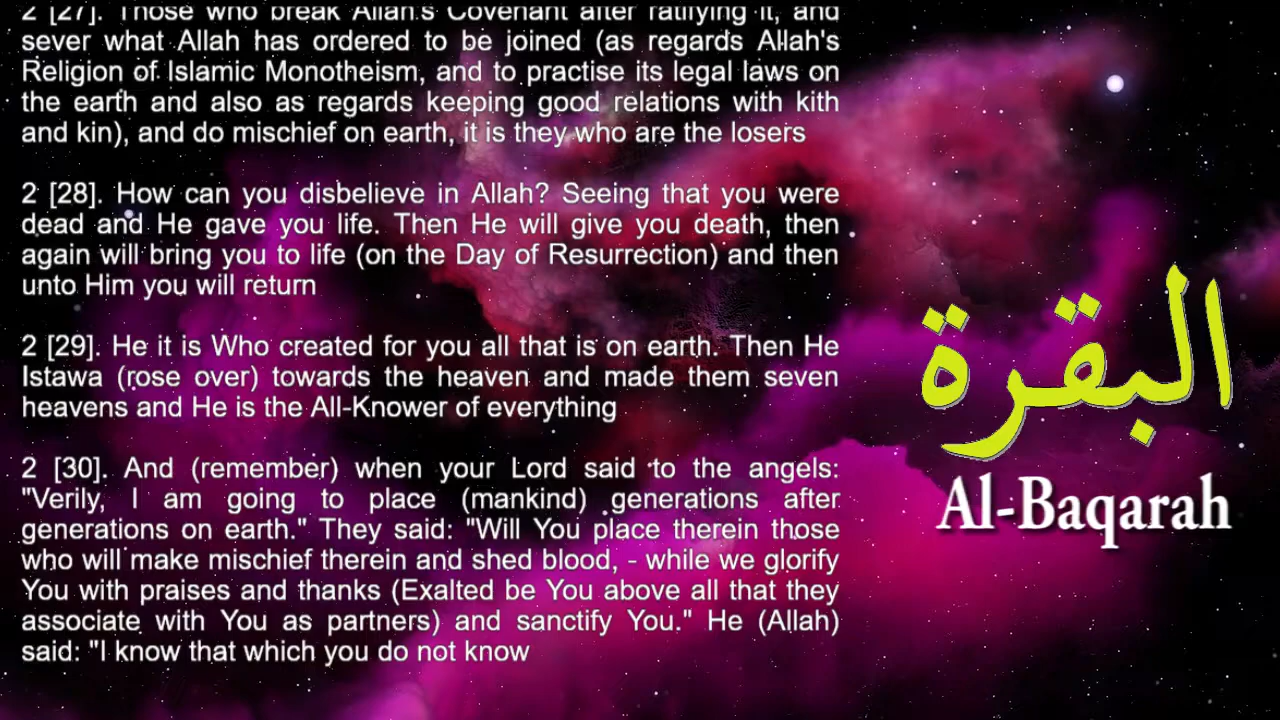 2 [27]. Those who break Allah's Covenant after ratifying it, and
sever what Allah has ordered to be joined (as regards Allah's
Religion of Islamic Monotheism, and to practise its legal laws on
the earth and also as regards keeping good relations with kith
and kin), and do mischief on earth, it is they who are the losers
2 [28]. How can you disbelieve in Allah? Seeing that you were
dead and He gave you life. Then He will give you death, then
again will bring you to life (on the Day of Resurrection) and then
unto Him you will return
2 [29]. He it is Who created for you all that is on earth. Then He
Istawa (rose over) towards the heaven and made them seven
heavens and He is the All-Knower of everything
2 [30]. And (remember) when your Lord said to the angels:
"Verily, I am going to place (mankind) generations after
generations on earth." They said: "Will You place therein those
who will make mischief therein and shed blood, - while we glorify
You with praises and thanks (Exalted be You above all that they
associate with You as partners) and sanctify You." He (Allah)
said: "I know that which you do not know
البقرة
Al-Baqarah